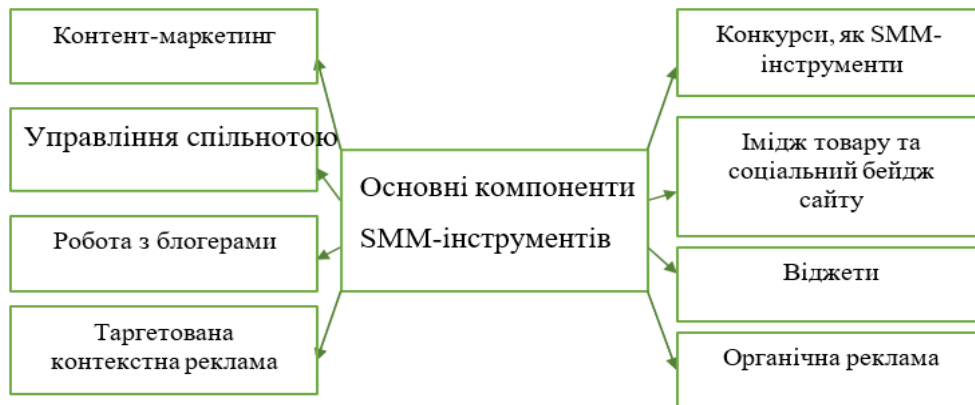 Контент-маркетинг
Управління спільнотою
Робота з блогерами
Таргетована
контекстна реклама
Основні компоненти
SMM-інструментів
Конкурси, як SMM-
інструменти
Імідж товару та
соціальний бейдж
сайту
Віджети
Органічна реклама